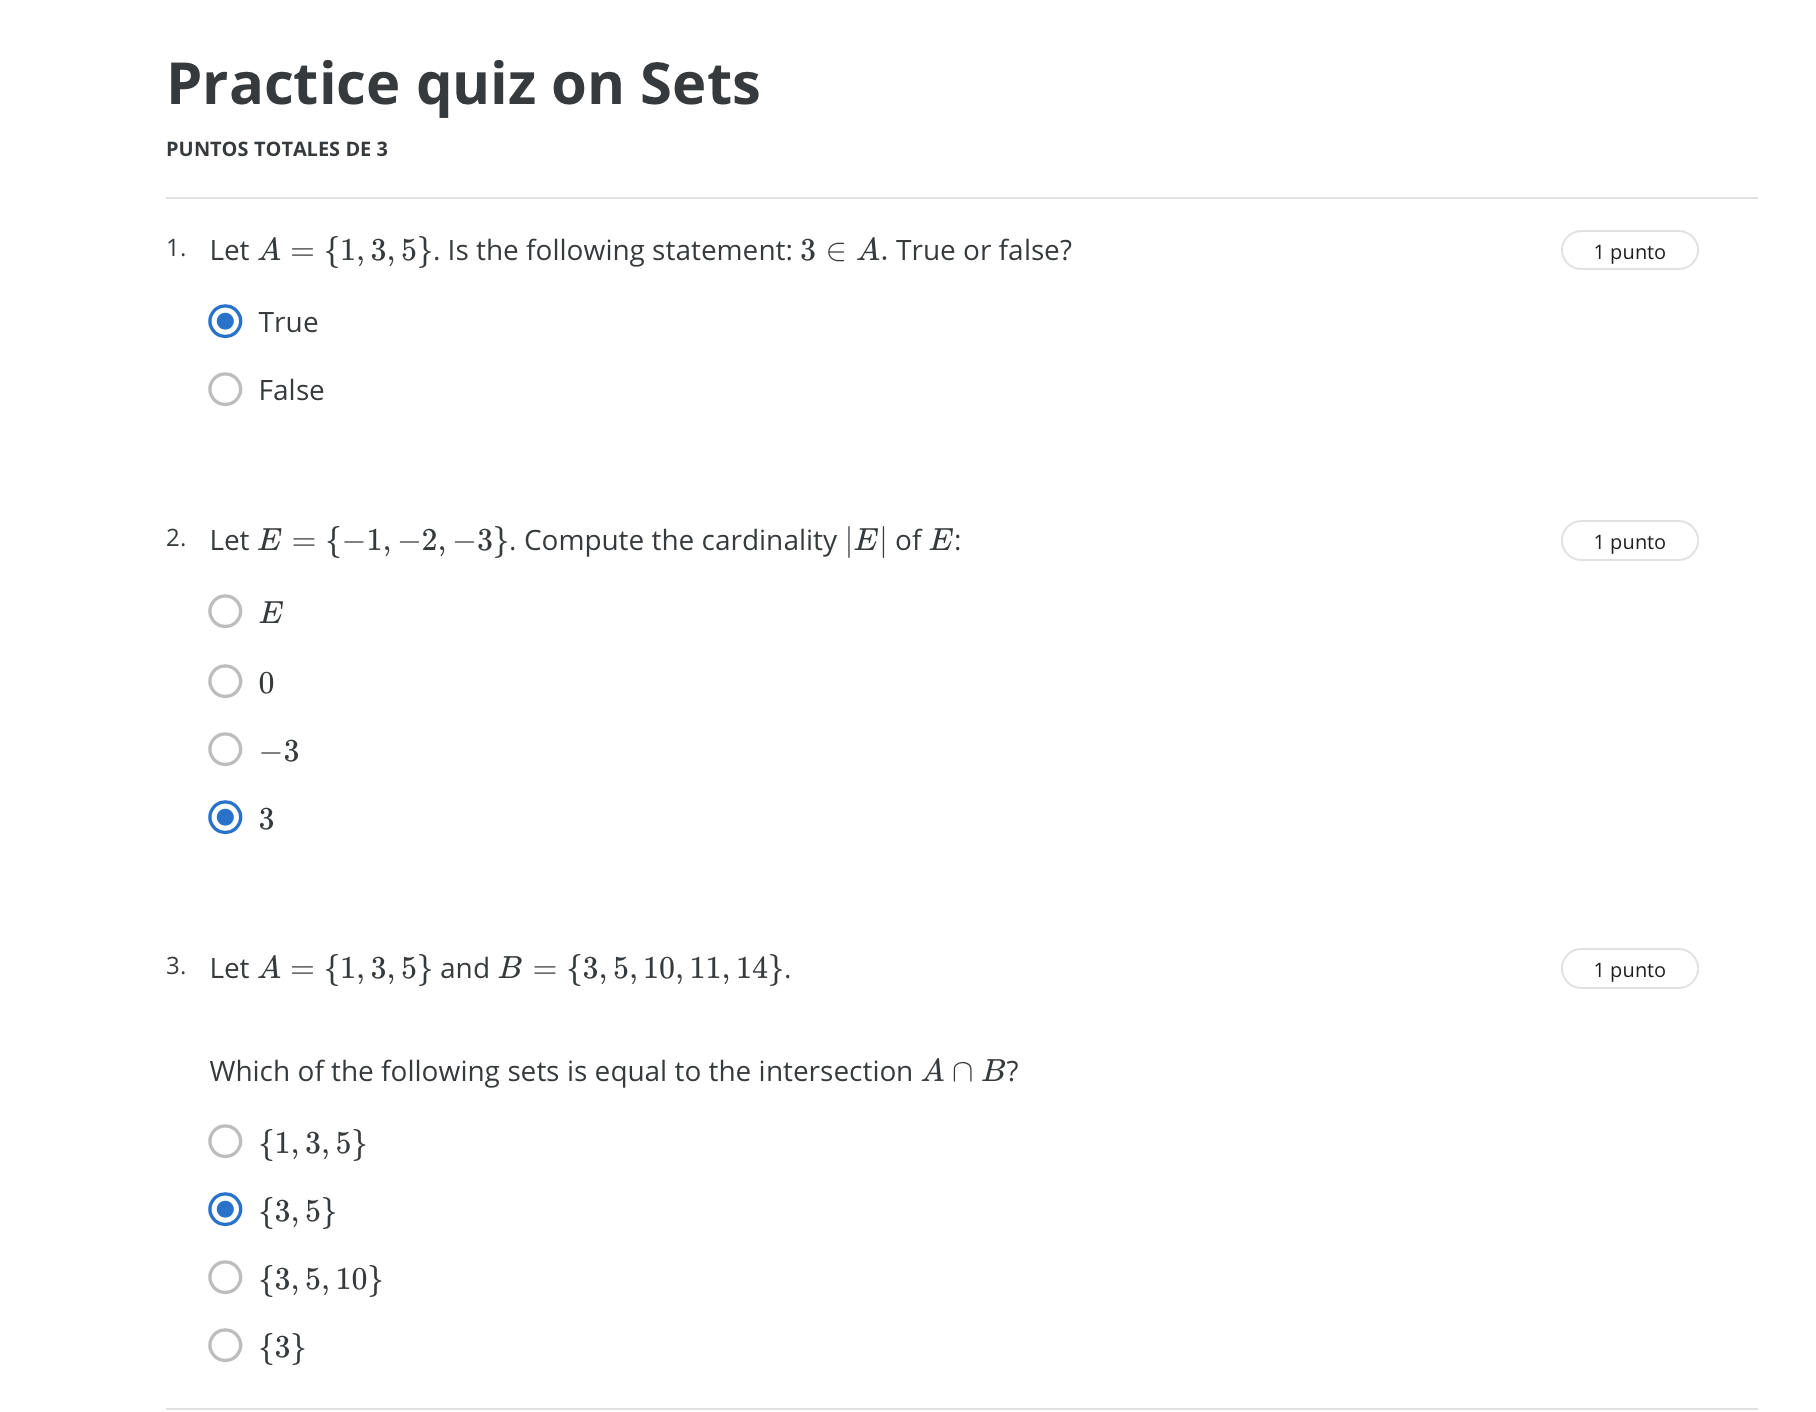 Practice quiz on Sets
PUNTOS TOTALES DE 3
1. Let A = {1, 3, 5}. Is the following statement: 3 ∈ A. True or false?
1 punto
True
False
2. Let E = {−1, −2, −3}. Compute the cardinality |E| of E:
1 punto
E
0
−3
3
3. Let A = {1, 3, 5} and B = {3, 5, 10, 11, 14}.
1 punto
Which of the following sets is equal to the intersection A ∩ B?
{1, 3, 5}
{3, 5}
{3, 5, 10}
{3}